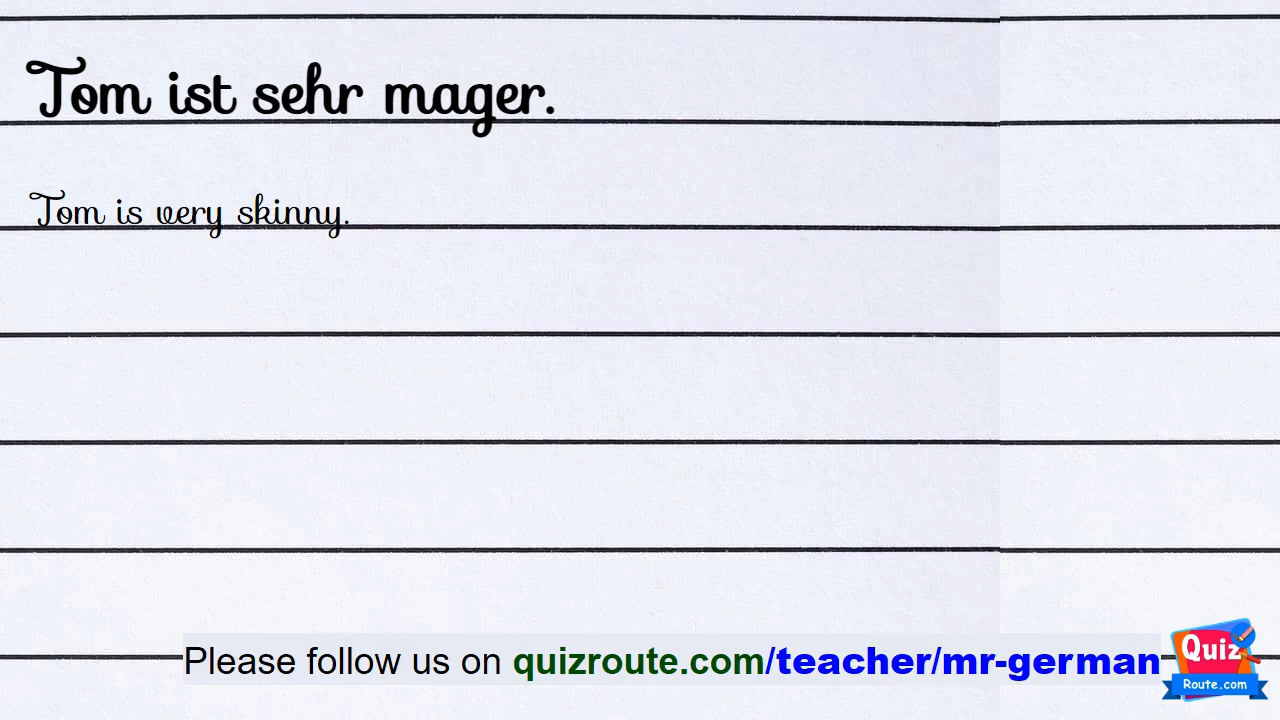 Tom ist sehr mager.
Tom is very skinny.
Please follow us on quizroute.com/teacher/mr-german
Quiz
Route.com